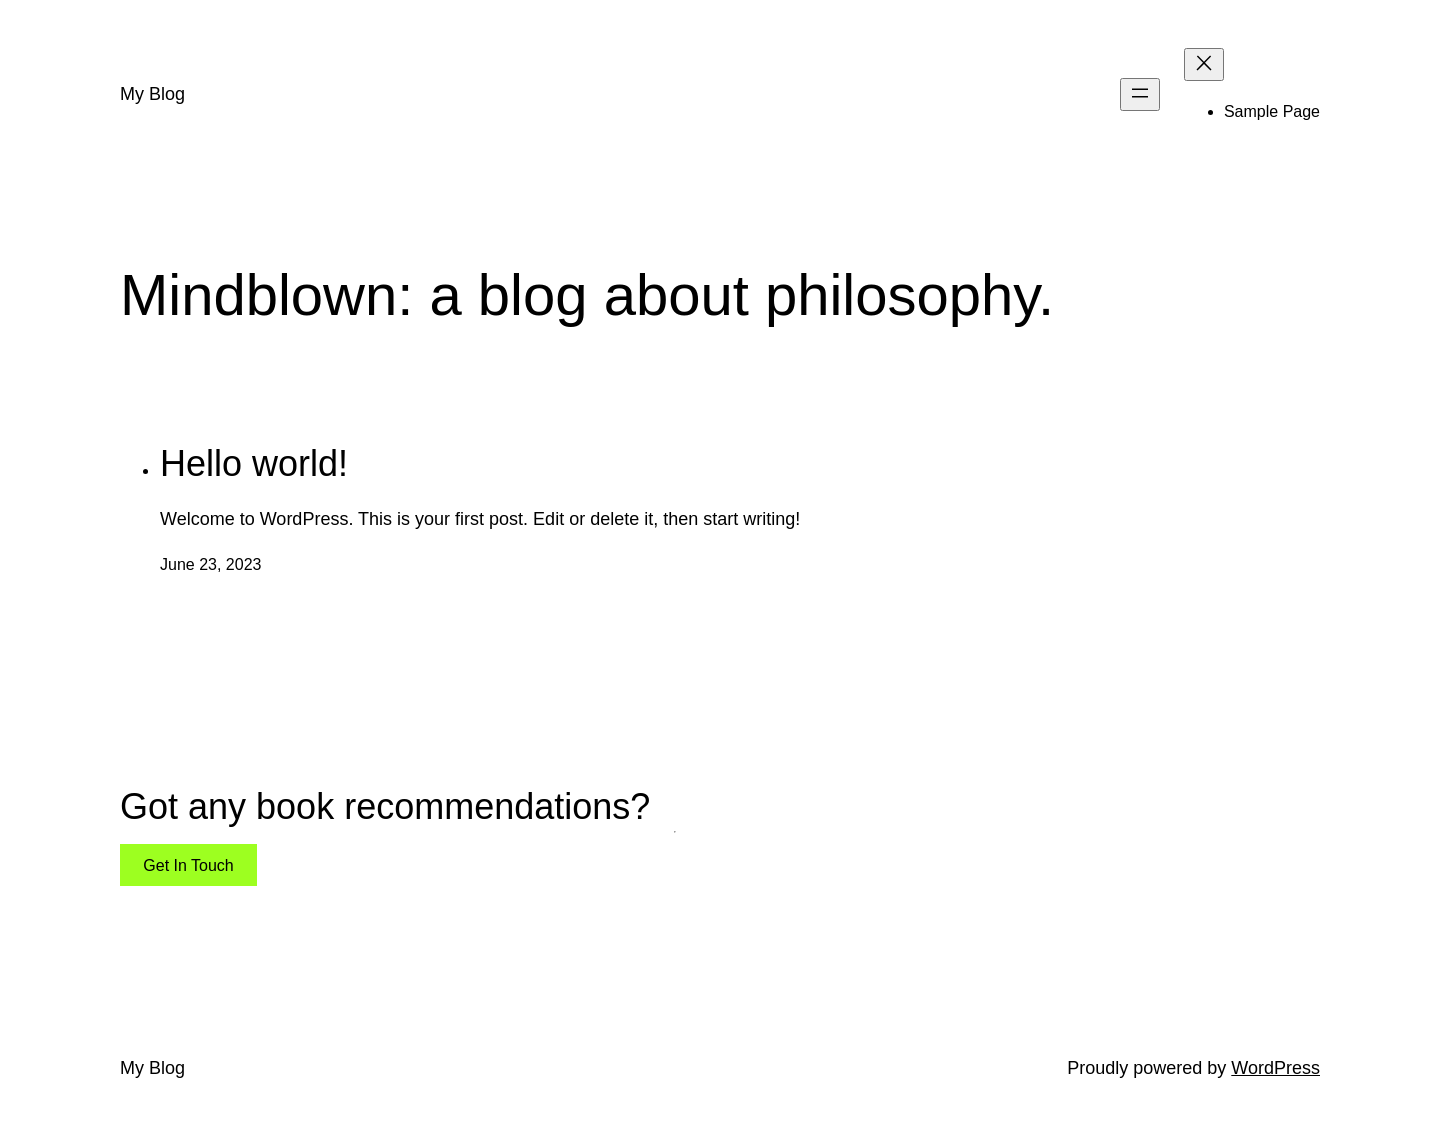 My Blog
Sample Page
Mindblown: a blog about philosophy.
Hello world!
Welcome to WordPress. This is your first post. Edit or delete it, then start writing!
June 23, 2023
Got any book recommendations?
Get In Touch
My Blog
Proudly powered by WordPress